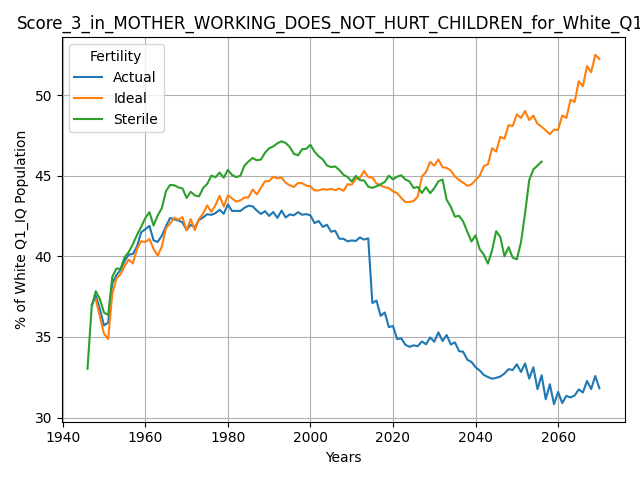 Score_3_in_MOTHER_WORKING_DOES_NOT_HURT_CHILDREN_for_White_Q1
Fertility
Actual
Ideal
Sterile
% of White Q1_IQ Population
50
45
40
35
30
1940 1960 1980 2000 2020 2040 2060
Years